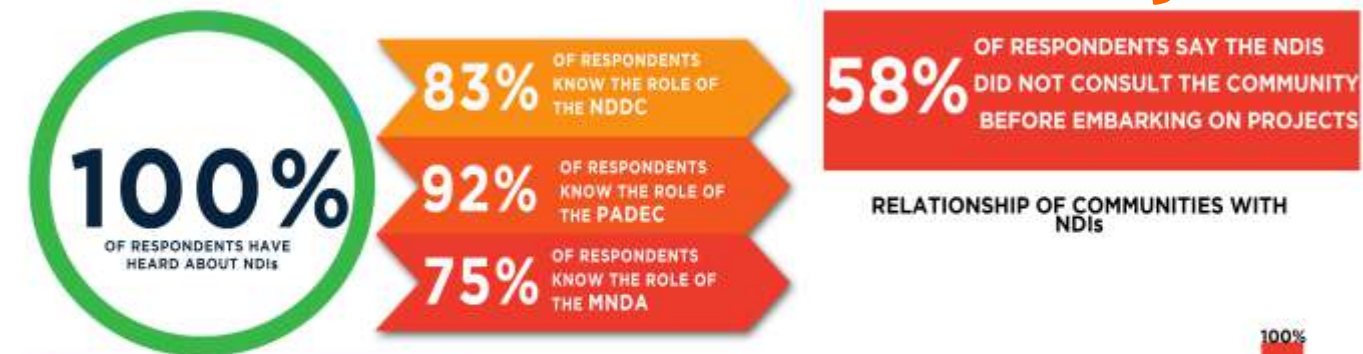 100%
OF RESPONDENTS HAVE
HEARD ABOUT NDIs
83%
OF RESPONDENTS
KNOW THE ROLE OF
THE NDDC
92%
OF RESPONDENTS
KNOW THE ROLE OF
THE PADEC
75%
OF RESPONDENTS
KNOW THE ROLE OF
THE MNDA
58%
OF RESPONDENTS SAY THE NDIS
DID NOT CONSULT THE COMMUNITY
BEFORE EMBARKING ON PROJECTS
RELATIONSHIP OF COMMUNITIES WITH
NDIs
100%